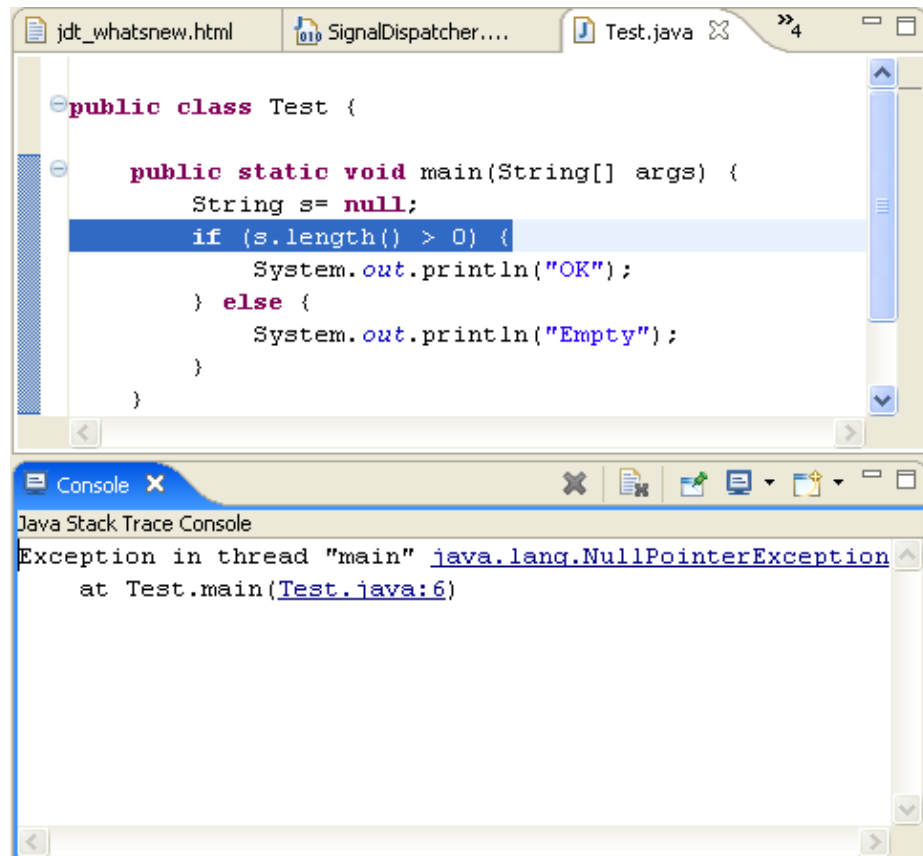 jdt_whatsnew.html
SignalDispatcher....
Test.java
»4
public class Test {
public static void main(String[] args) {
String s= null;
if (s.length() > 0) {
System.out.println("OK");
} else {
System.out.println("Empty");
}
}
Console
Java Stack Trace Console
Exception in thread "main" java.lang.NullPointerException
at Test.main(Test.java:6)